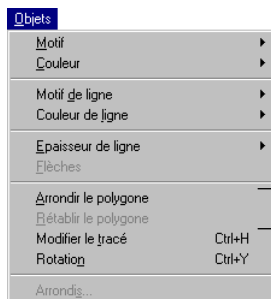 Objets
Motif
Couleur
Motif de ligne
Couleur de ligne
Epaisseur de ligne
Flèches
Arrondir le polygone
Rétablir le polygone
Modifier le tracé Ctrl+H
Rotation Ctrl+Y
Arrondis...